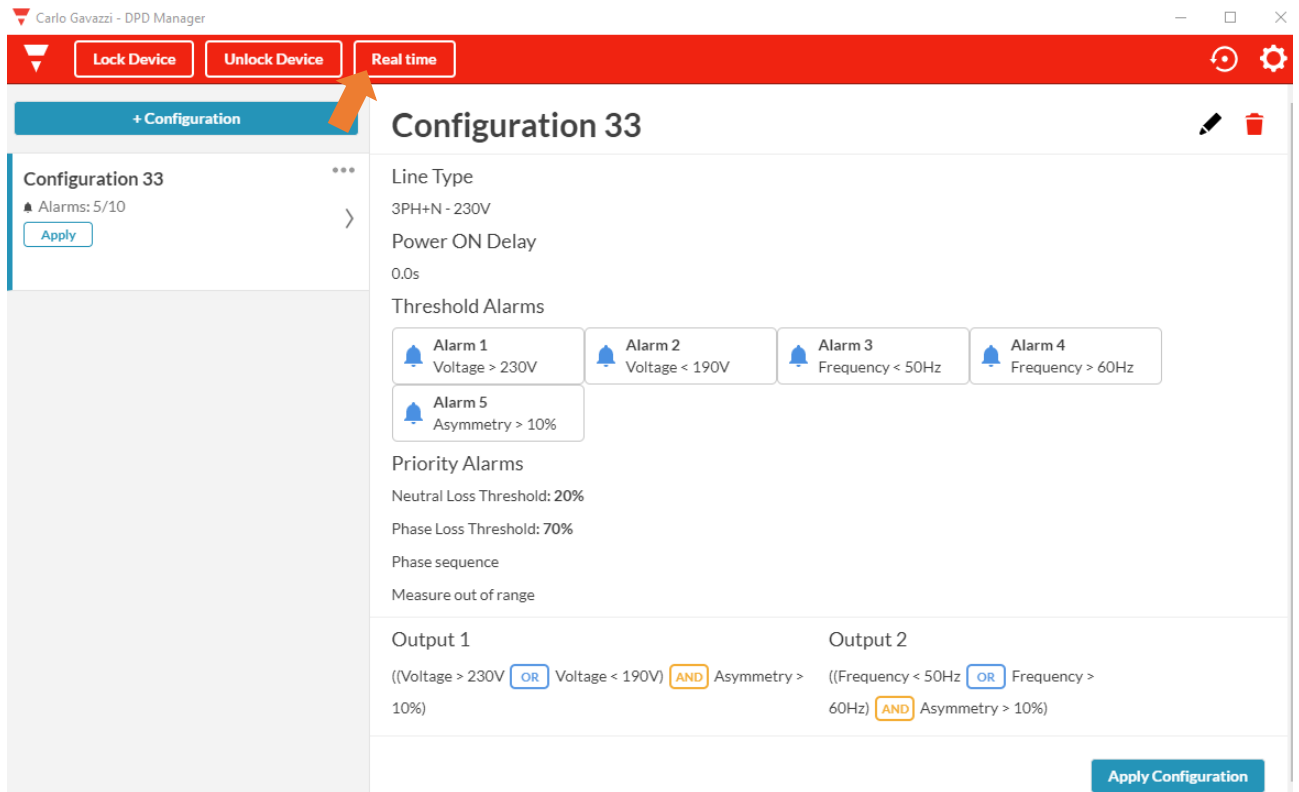 Carlo Gavazzi - DPD Manager
Lock Device Unlock Device Real time
+ Configuration
Configuration 33
Alarms: 5/10
Apply
Configuration 33
Line Type
3PH+N - 230V
Power ON Delay
0.0s
Threshold Alarms
Alarm 1
Voltage > 230V
Alarm 2
Voltage < 190V
Alarm 3
Frequency < 50Hz
Alarm 4
Frequency > 60Hz
Alarm 5
Asymmetry > 10%
Priority Alarms
Neutral Loss Threshold: 20%
Phase Loss Threshold: 70%
Phase sequence
Measure out of range
Output 1
((Voltage > 230V OR Voltage < 190V) AND Asymmetry >
10%)
Output 2
((Frequency < 50Hz OR Frequency >
60Hz) AND Asymmetry > 10%)
Apply Configuration